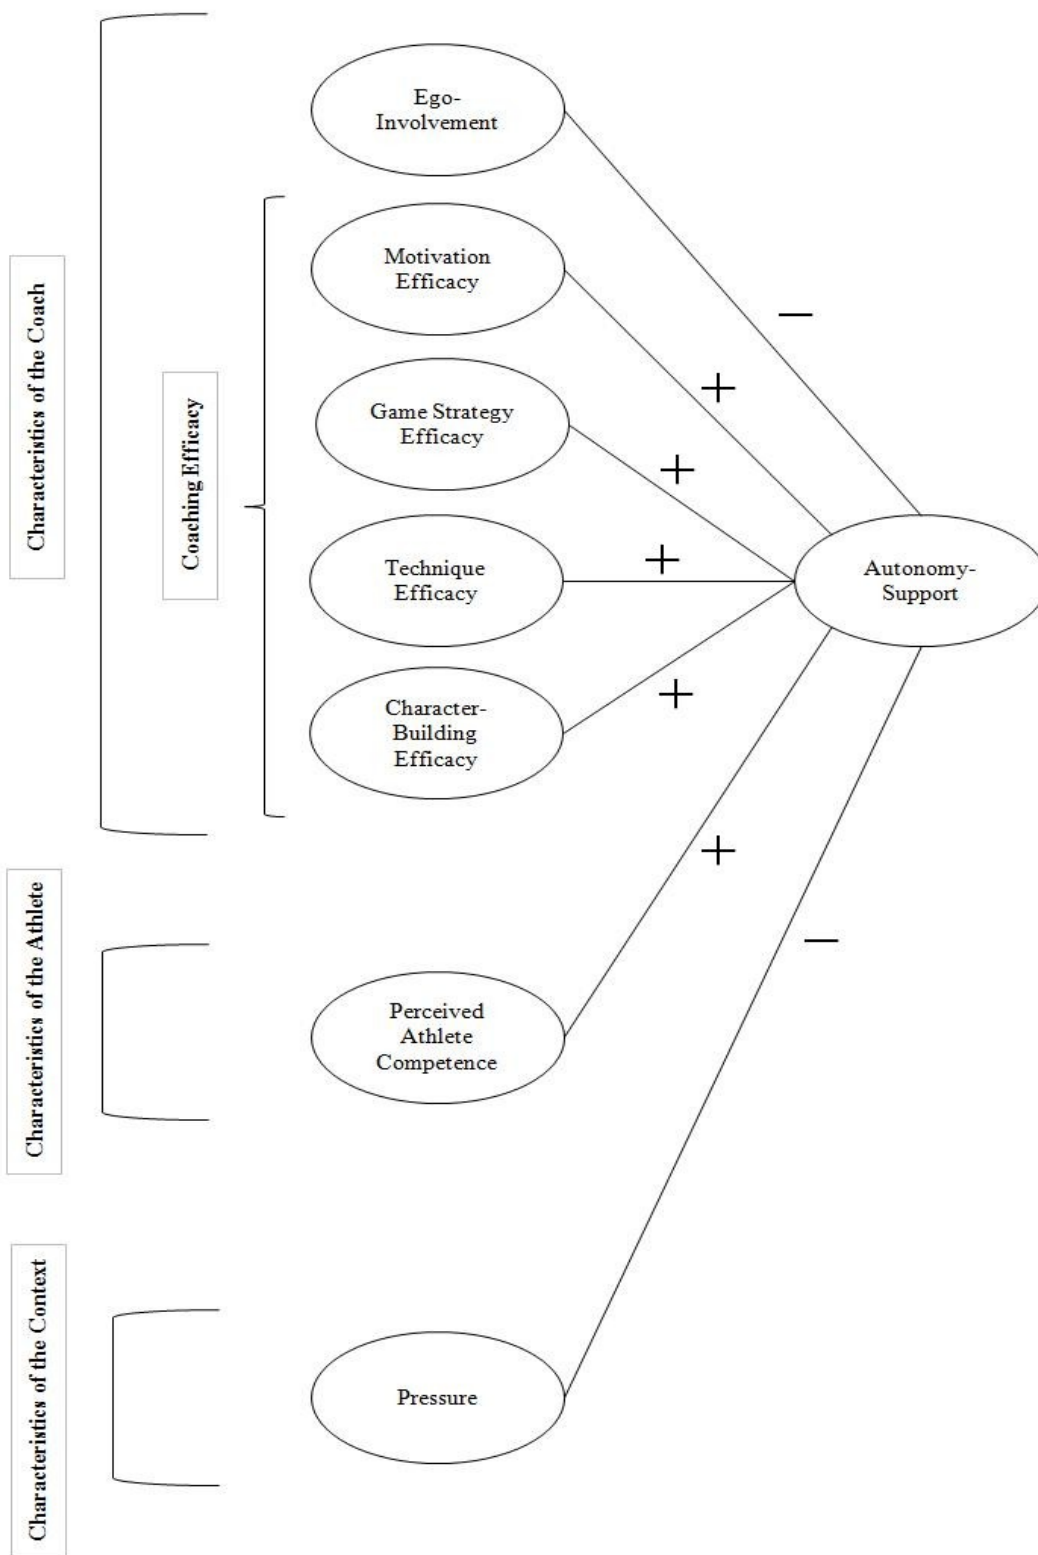 Characteristics of the Coach
Coaching Efficacy
Ego-
Involvement
Motivation
Efficacy
Game Strategy
Efficacy
Technique
Efficacy
Character-
Building
Efficacy
—
+
+
+
+
Autonomy-
Support
Characteristics of the Athlete
Perceived
Athlete
Competence
+
—
Characteristics of the Context
Pressure